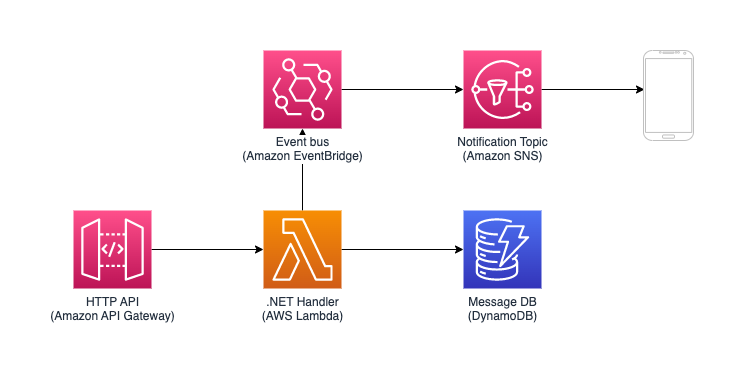 Event bus
(Amazon EventBridge)
Notification Topic
(Amazon SNS)
</>
HTTP API
(Amazon API Gateway)
.NET Handler
(AWS Lambda)
Message DB
(DynamoDB)